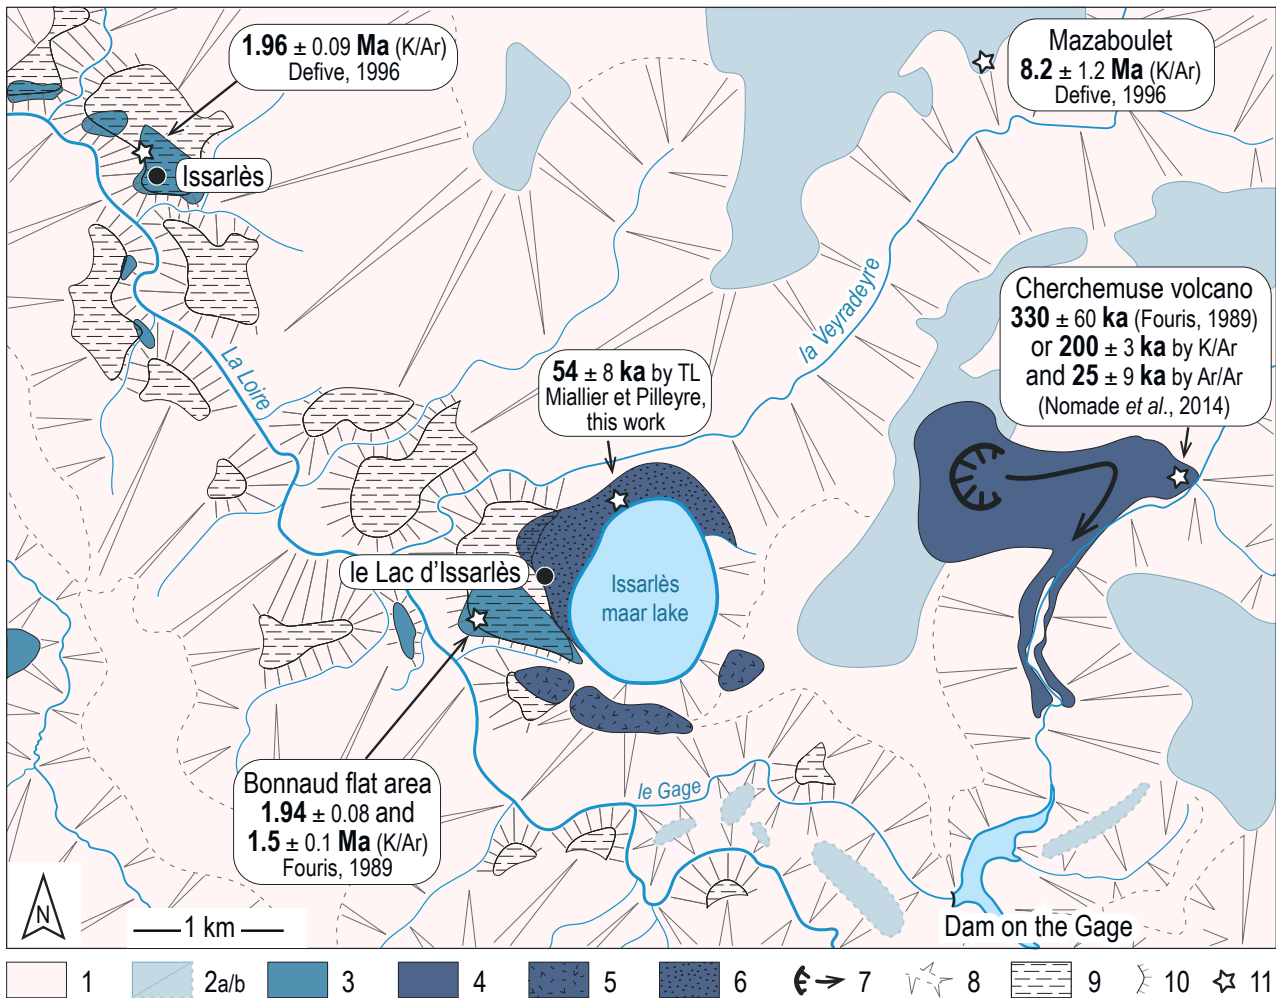 1.96 ± 0.09 Ma (K/Ar)
Defive, 1996
Mazaboulet
8.2 ± 1.2 Ma (K/Ar)
Defive, 1996
Issarlès
la Veyradeyre
Cherchemuse volcano
330 ± 60 ka (Fouris, 1989)
or 200 ± 3 ka by K/Ar
and 25 ± 9 ka by Ar/Ar
(Nomade et al., 2014)
La Loire
54 ± 8 ka by TL
Miallier et Pilleyre,
this work
le Lac d'Issarlès
Issarlès
maar lake
Bonnaud flat area
1.94 ± 0.08 and
1.5 ± 0.1 Ma (K/Ar)
Fouris, 1989
le Gage
N
1 km
Dam on the Gage
1 2a/b 3 4 5 6 7 8 9 10 11